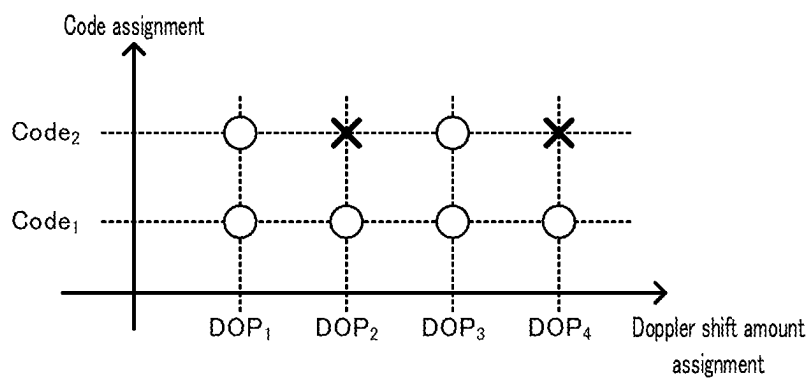 Code assignment
Code₂
Code₁
DOP₁ DOP₂ DOP₃ DOP₄
Doppler shift amount
assignment